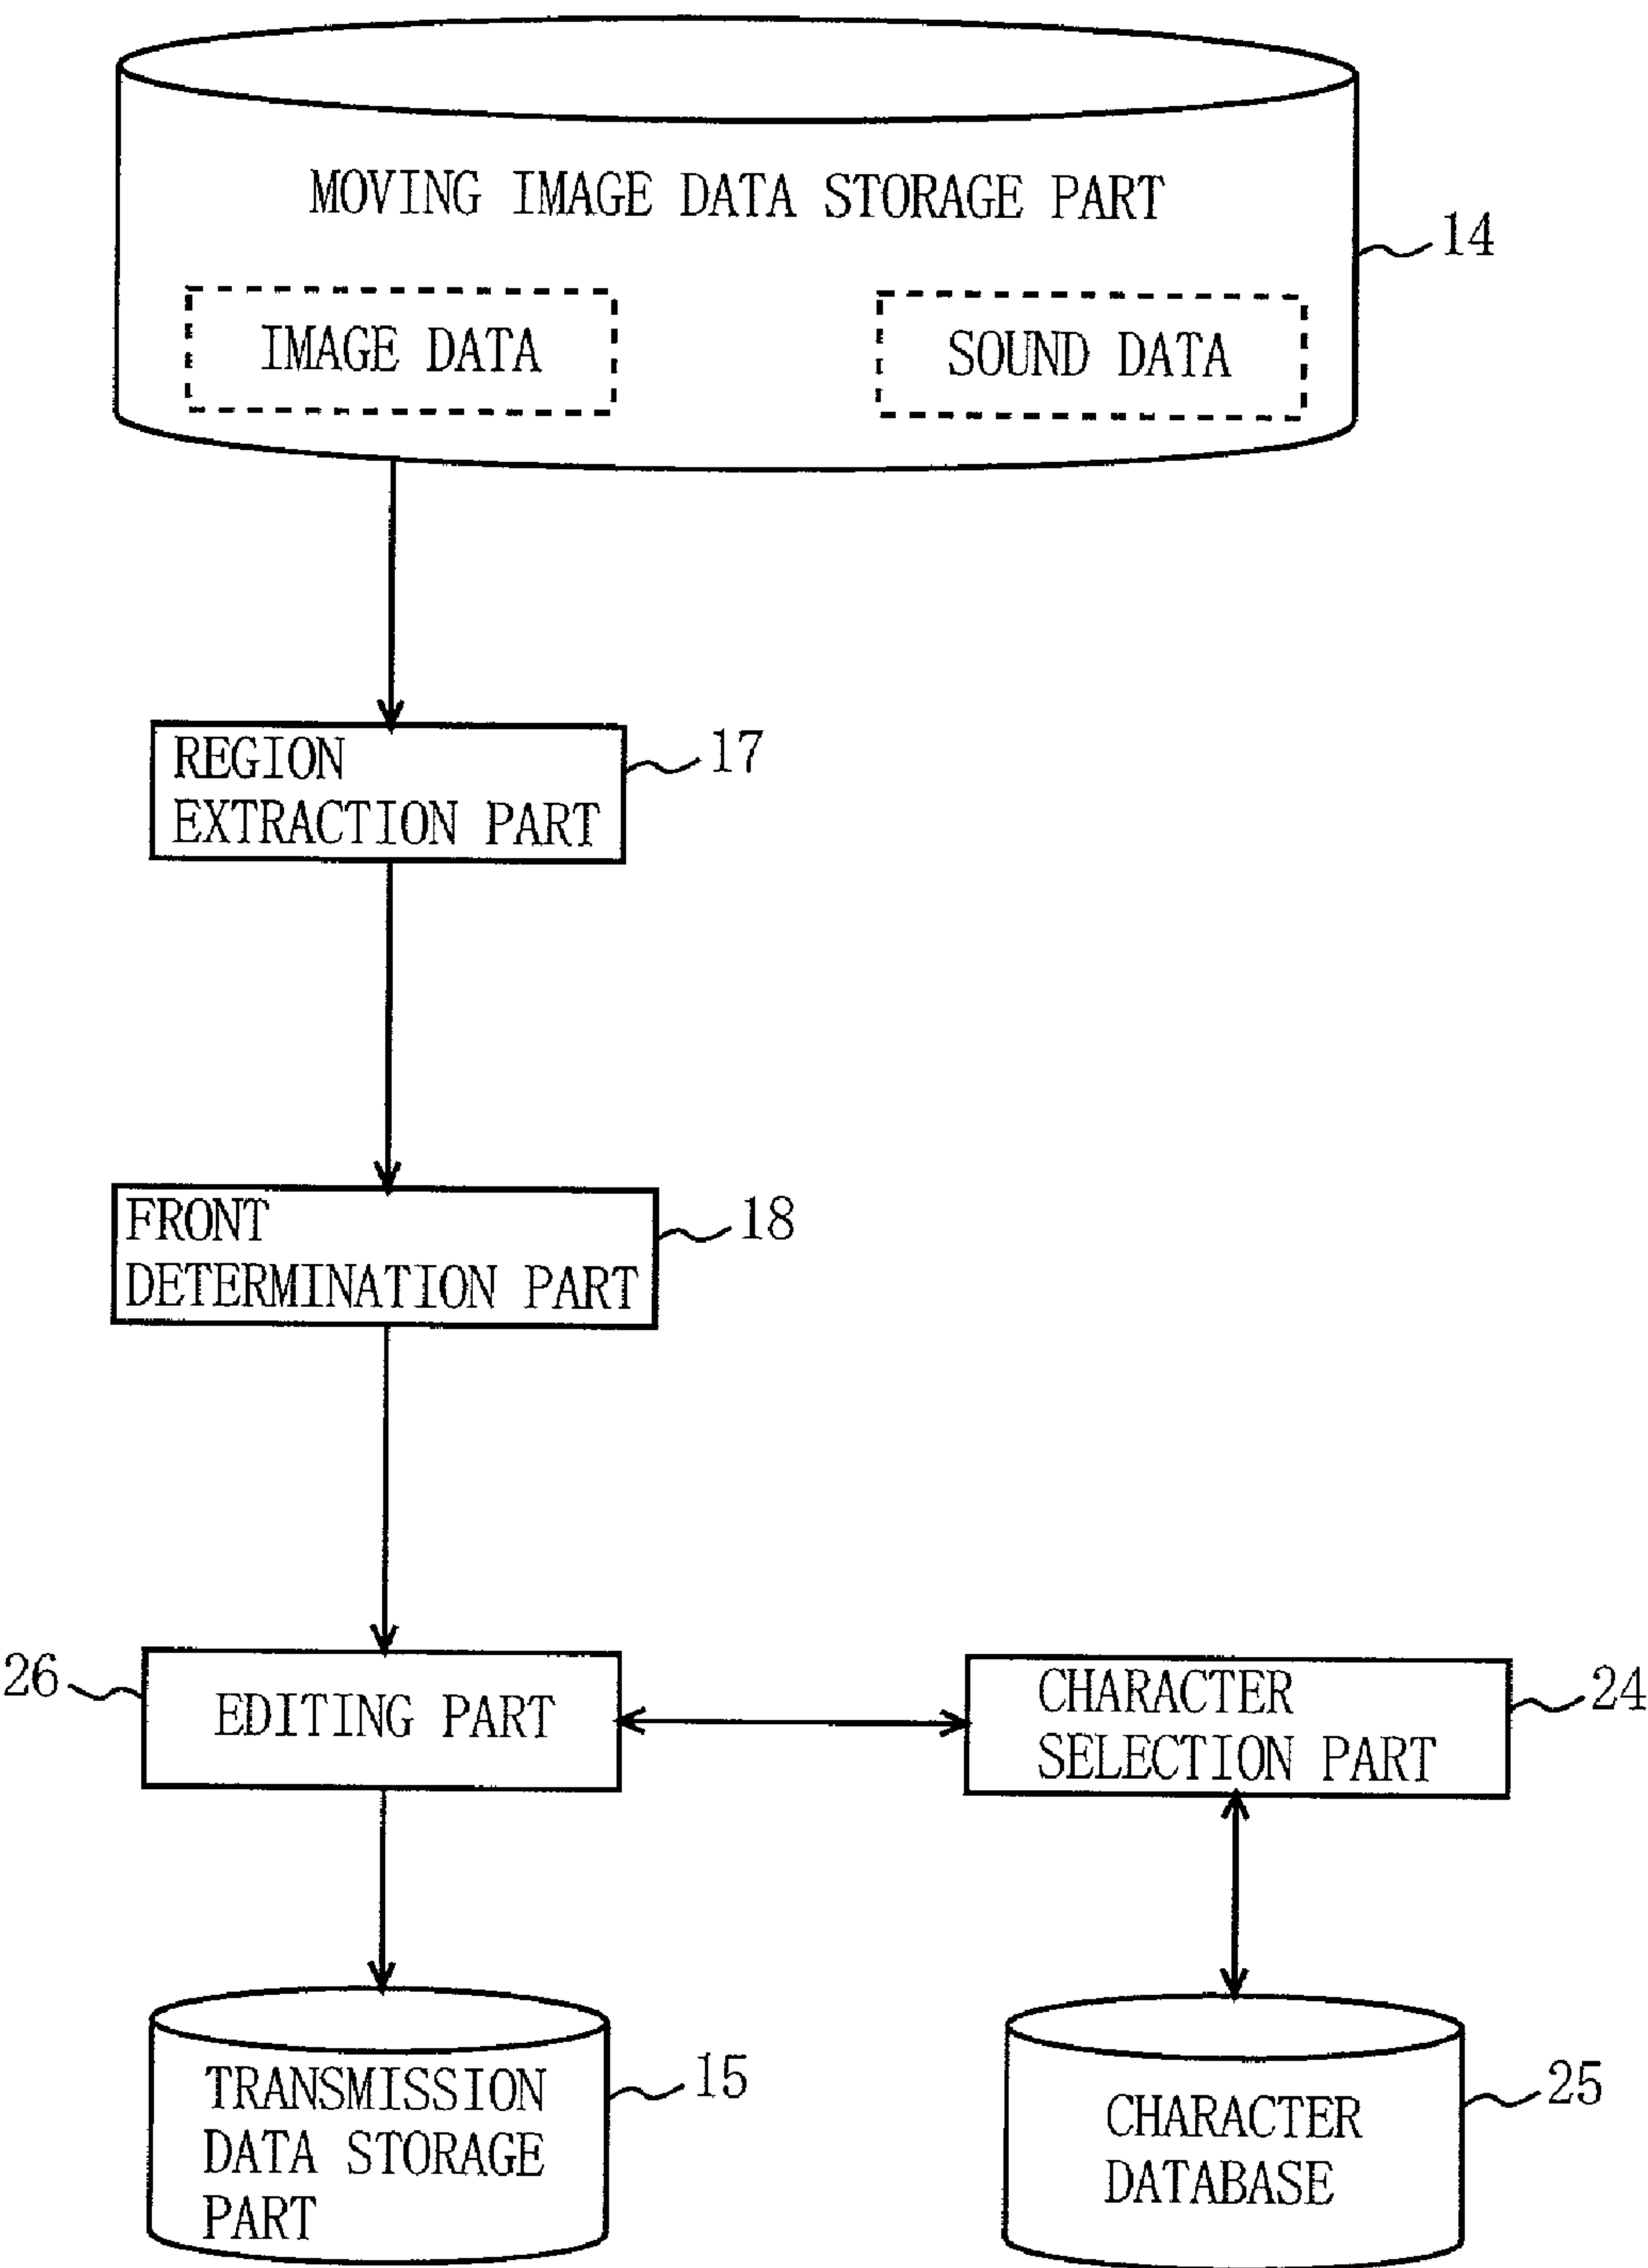 MOVING IMAGE DATA STORAGE PART
14
IMAGE DATA
SOUND DATA
REGION
EXTRACTION PART
17
FRONT
DETERMINATION PART
18
26
EDITING PART
CHARACTER
SELECTION PART
24
TRANSMISSION
DATA STORAGE
PART
15
CHARACTER
DATABASE
25